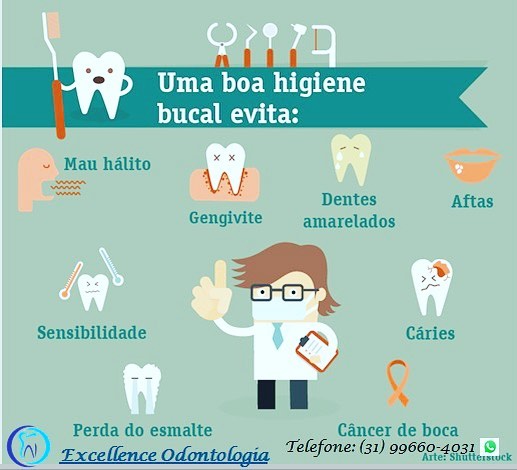 Uma boa higiene
bucal evita:
Mau hálito
Gengivite
Dentes
amarelados
Aftas
Sensibilidade
Cáries
Perda do esmalte
Câncer de boca
Excellence Odontologia
Telefone: (31) 99660-4031
Arte: Shutterstock